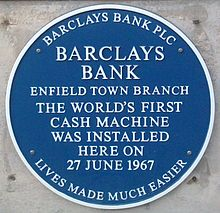 BARCLAYS BANK PLC
BARCLAYS
BANK
ENFIELD TOWN BRANCH
THE WORLD'S FIRST
CASH MACHINE
WAS INSTALLED
HERE ON
27 JUNE 1967
LIVES MADE MUCH EASIER